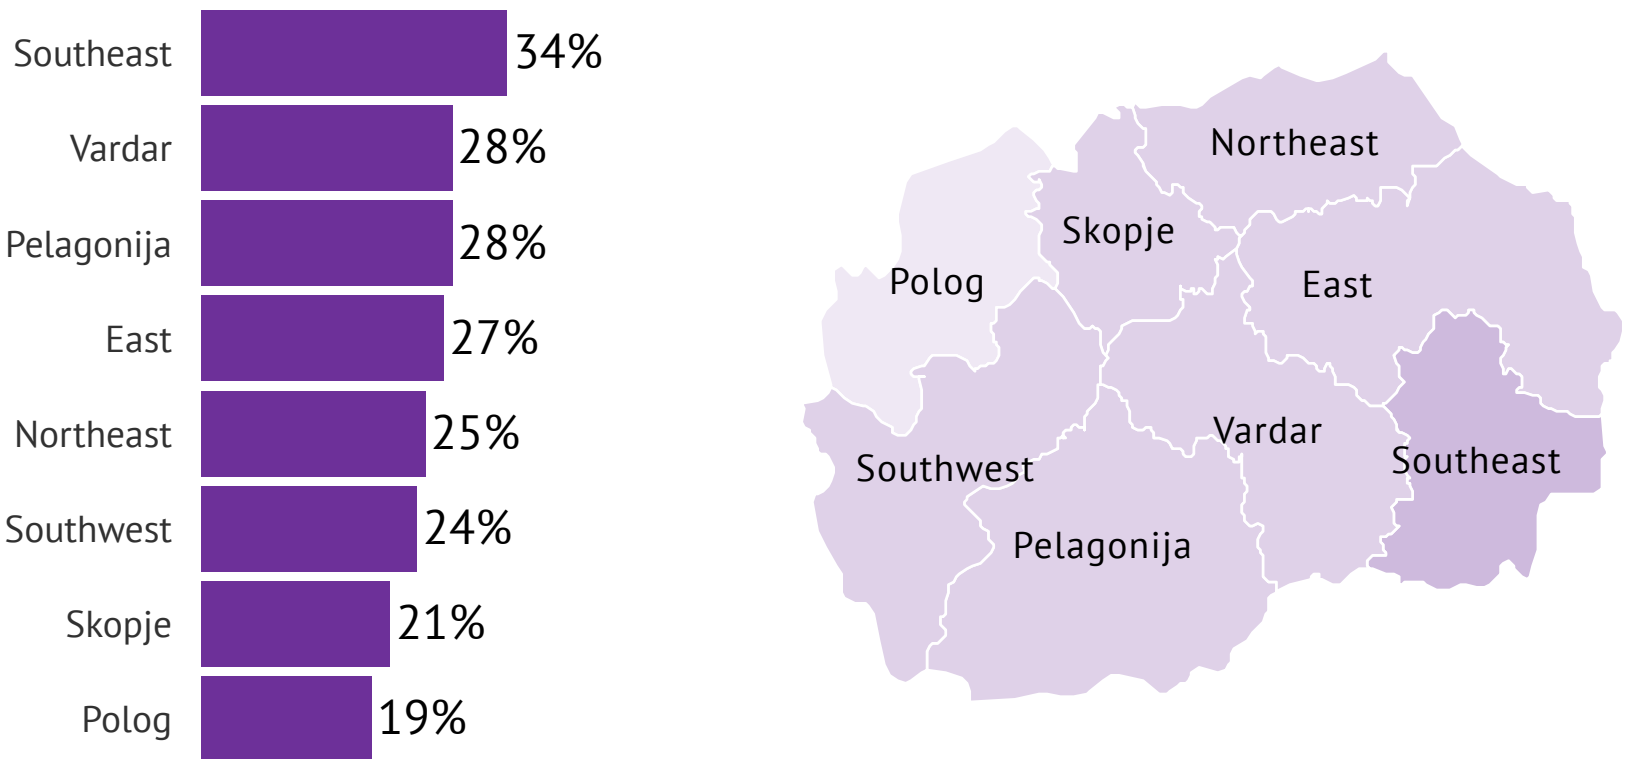 Southeast 34%
Vardar 28%
Pelagonija 28%
East 27%
Northeast 25%
Southwest 24%
Skopje 21%
Polog 19%
Northeast
Skopje
Polog
East
Vardar
Southeast
Southwest
Pelagonija